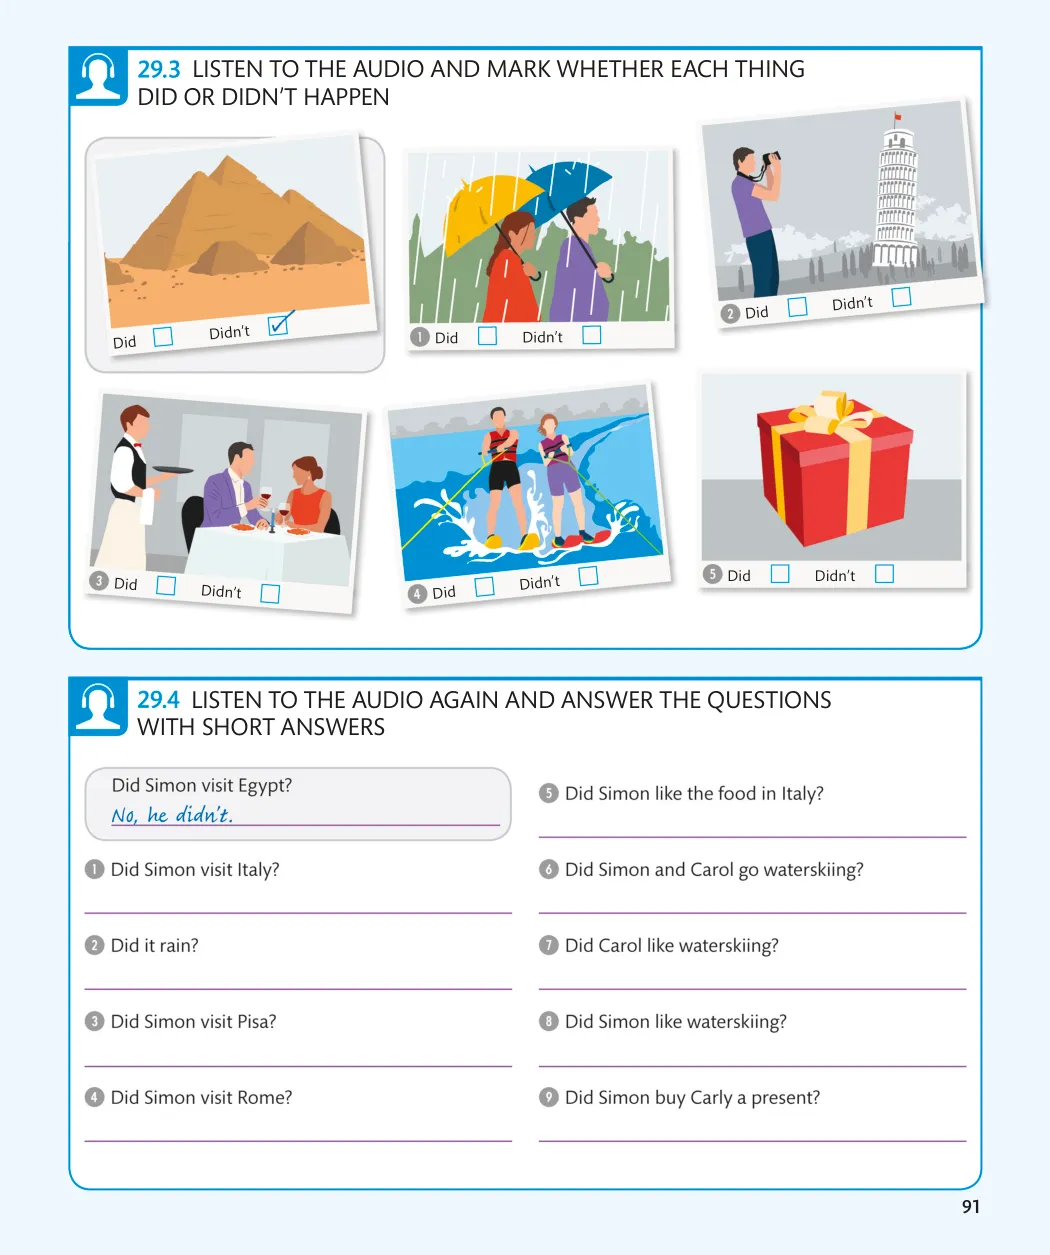 29.3 LISTEN TO THE AUDIO AND MARK WHETHER EACH THING
DID OR DIDN'T HAPPEN
Did Didn't
1 Did Didn't
2 Did Didn't
3 Did Didn't
4 Did Didn't
5 Did Didn't
29.4 LISTEN TO THE AUDIO AGAIN AND ANSWER THE QUESTIONS
WITH SHORT ANSWERS
Did Simon visit Egypt?
No, he didn't.
1 Did Simon visit Italy?
2 Did it rain?
3 Did Simon visit Pisa?
4 Did Simon visit Rome?
5 Did Simon like the food in Italy?
6 Did Simon and Carol go waterskiing?
7 Did Carol like waterskiing?
8 Did Simon like waterskiing?
9 Did Simon buy Carly a present?
91